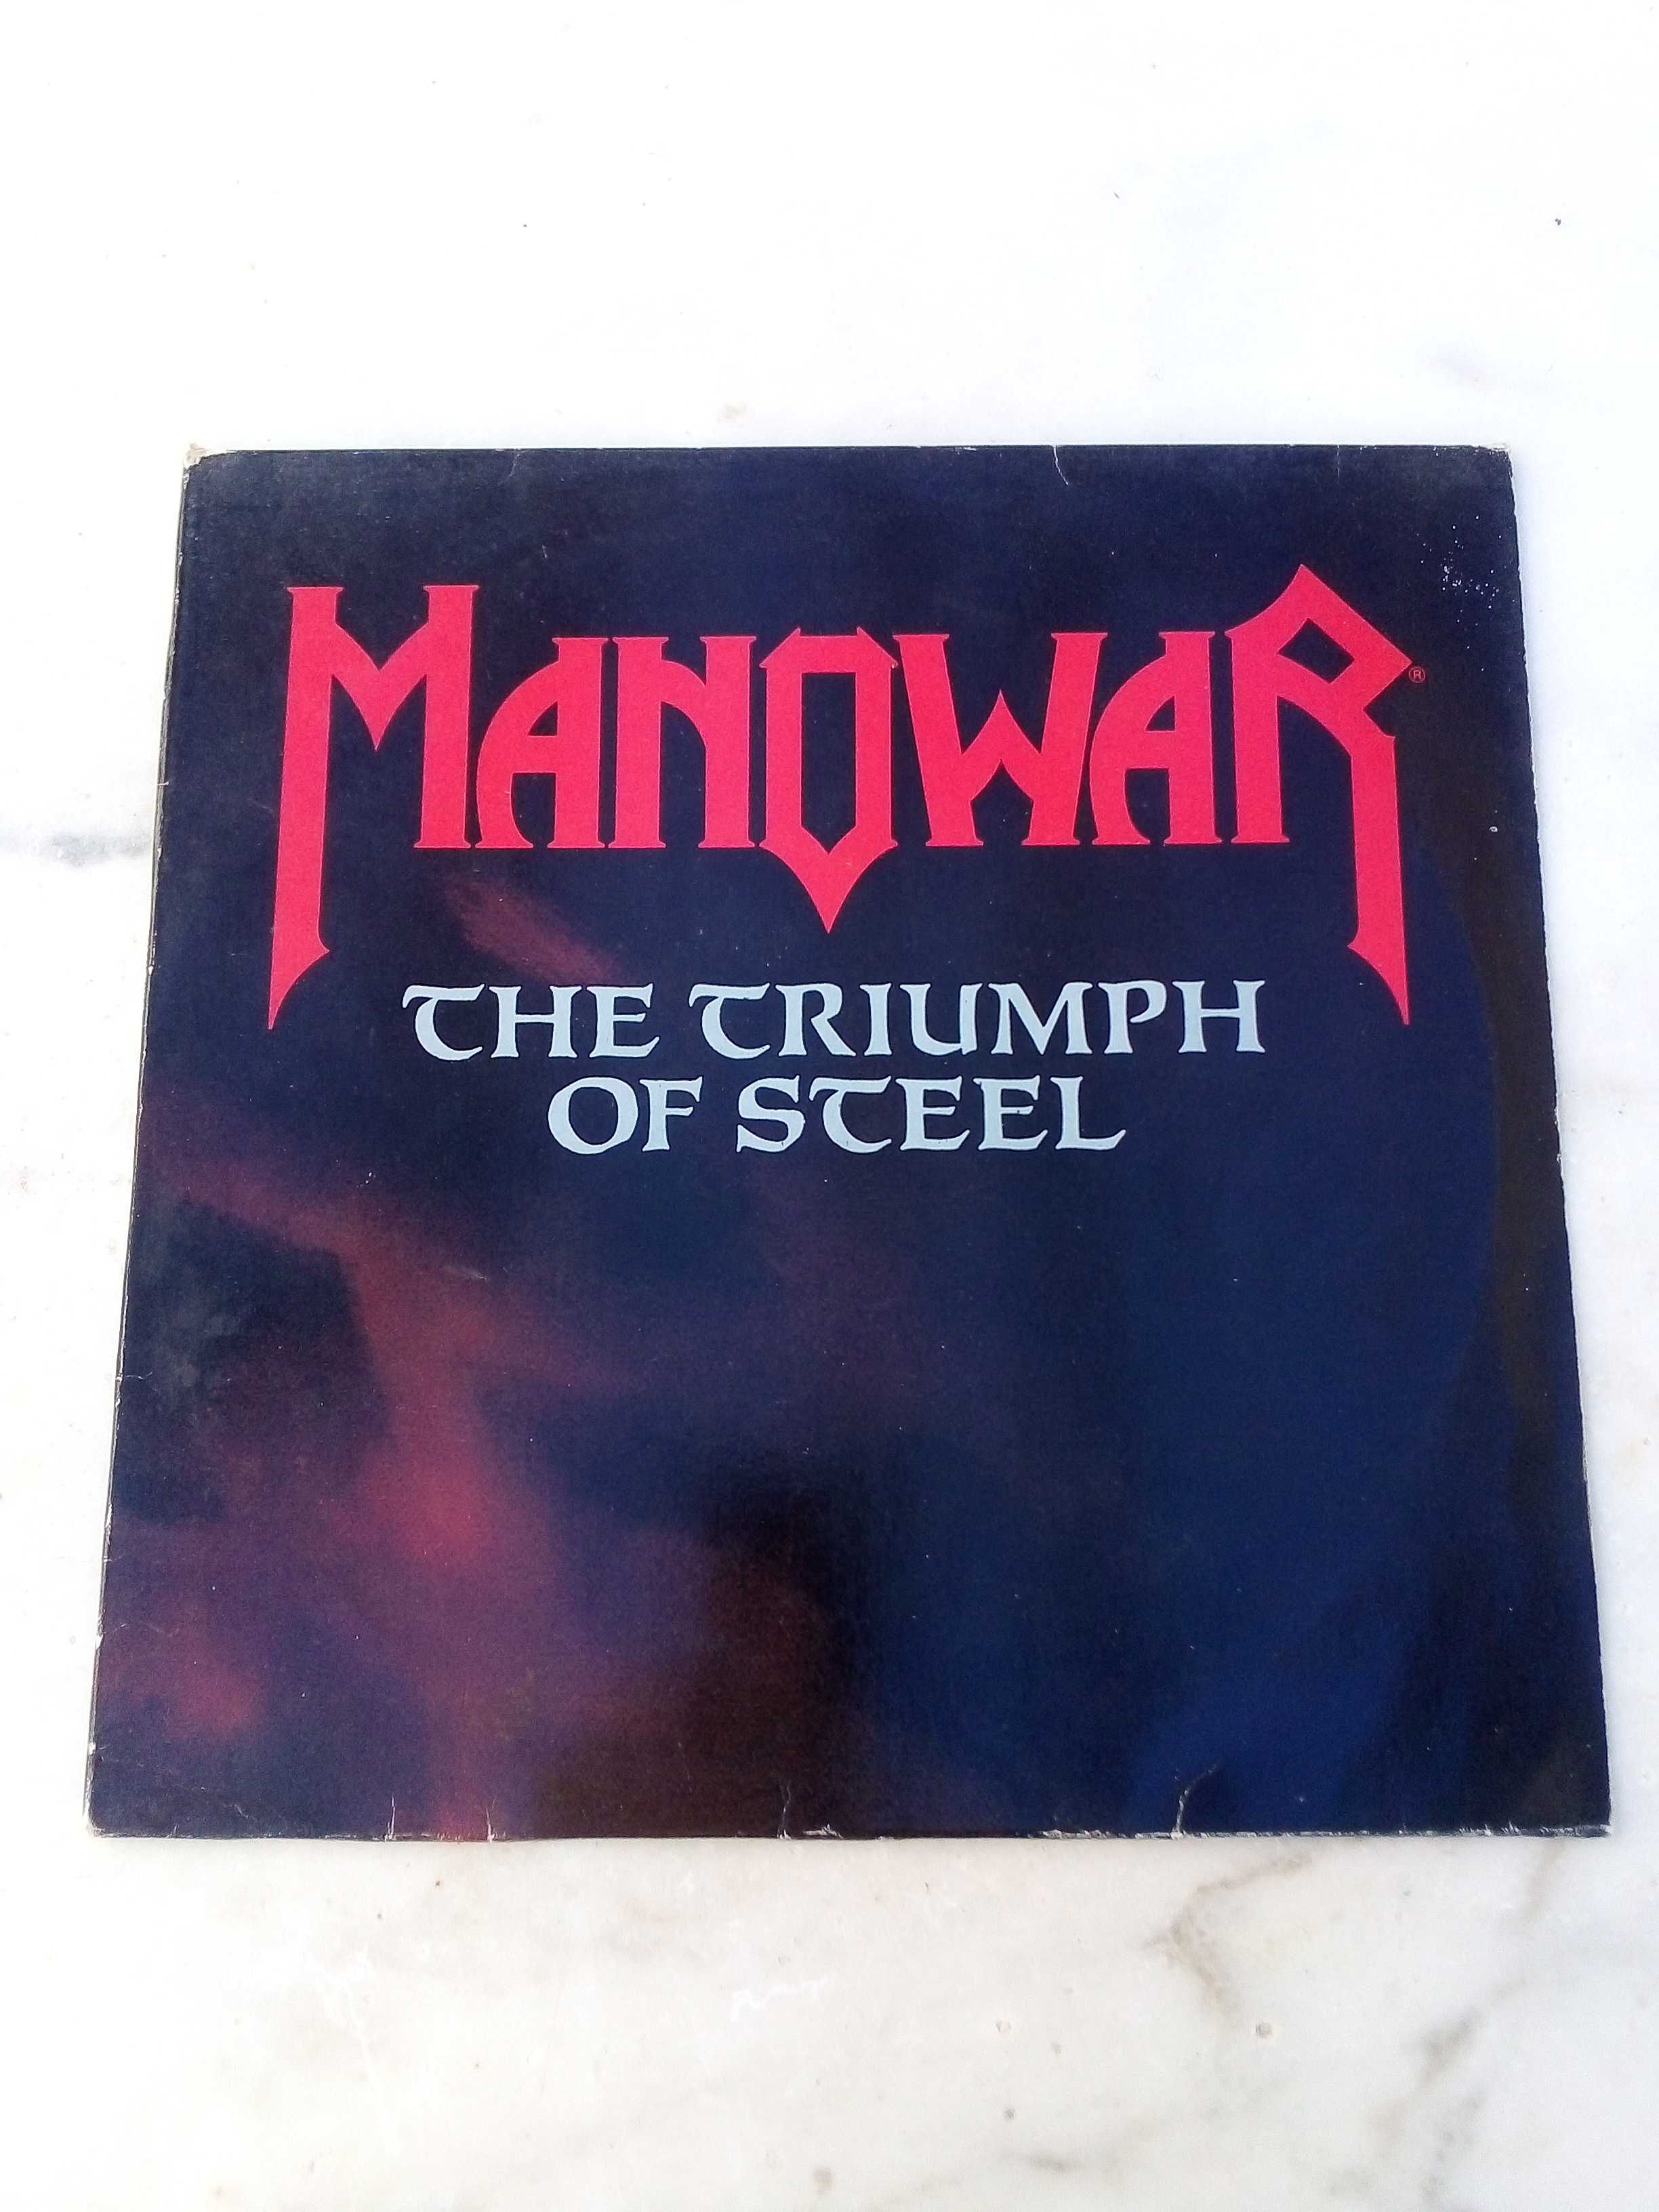 MANOWAR®
THE TRIUMPH
OF STEEL